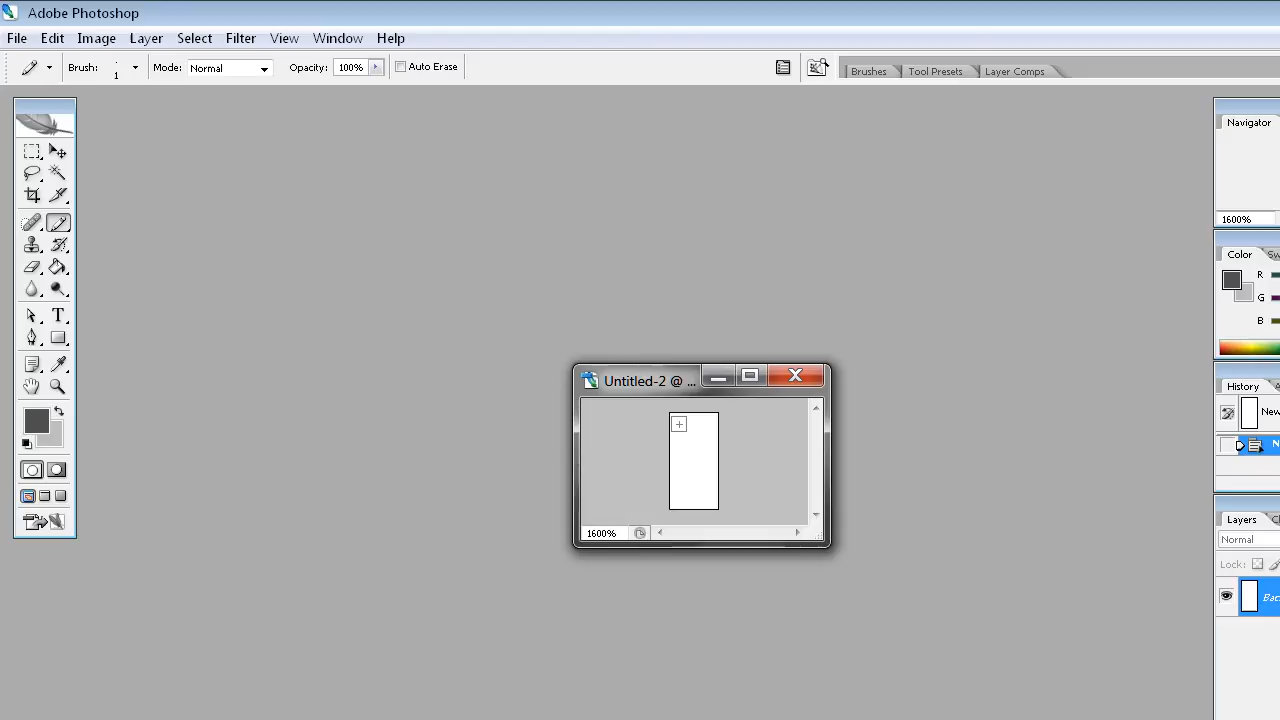 Adobe Photoshop
File Edit Image Layer Select Filter View Window Help
Brush: 1 Mode: Normal Opacity: 100% Auto Erase Brushes Tool Presets Layer Comps
Navigator
1600%
Color
R
G
B
Untitled-2 @ ...
1600%
History
New
Layers
Normal
Lock: